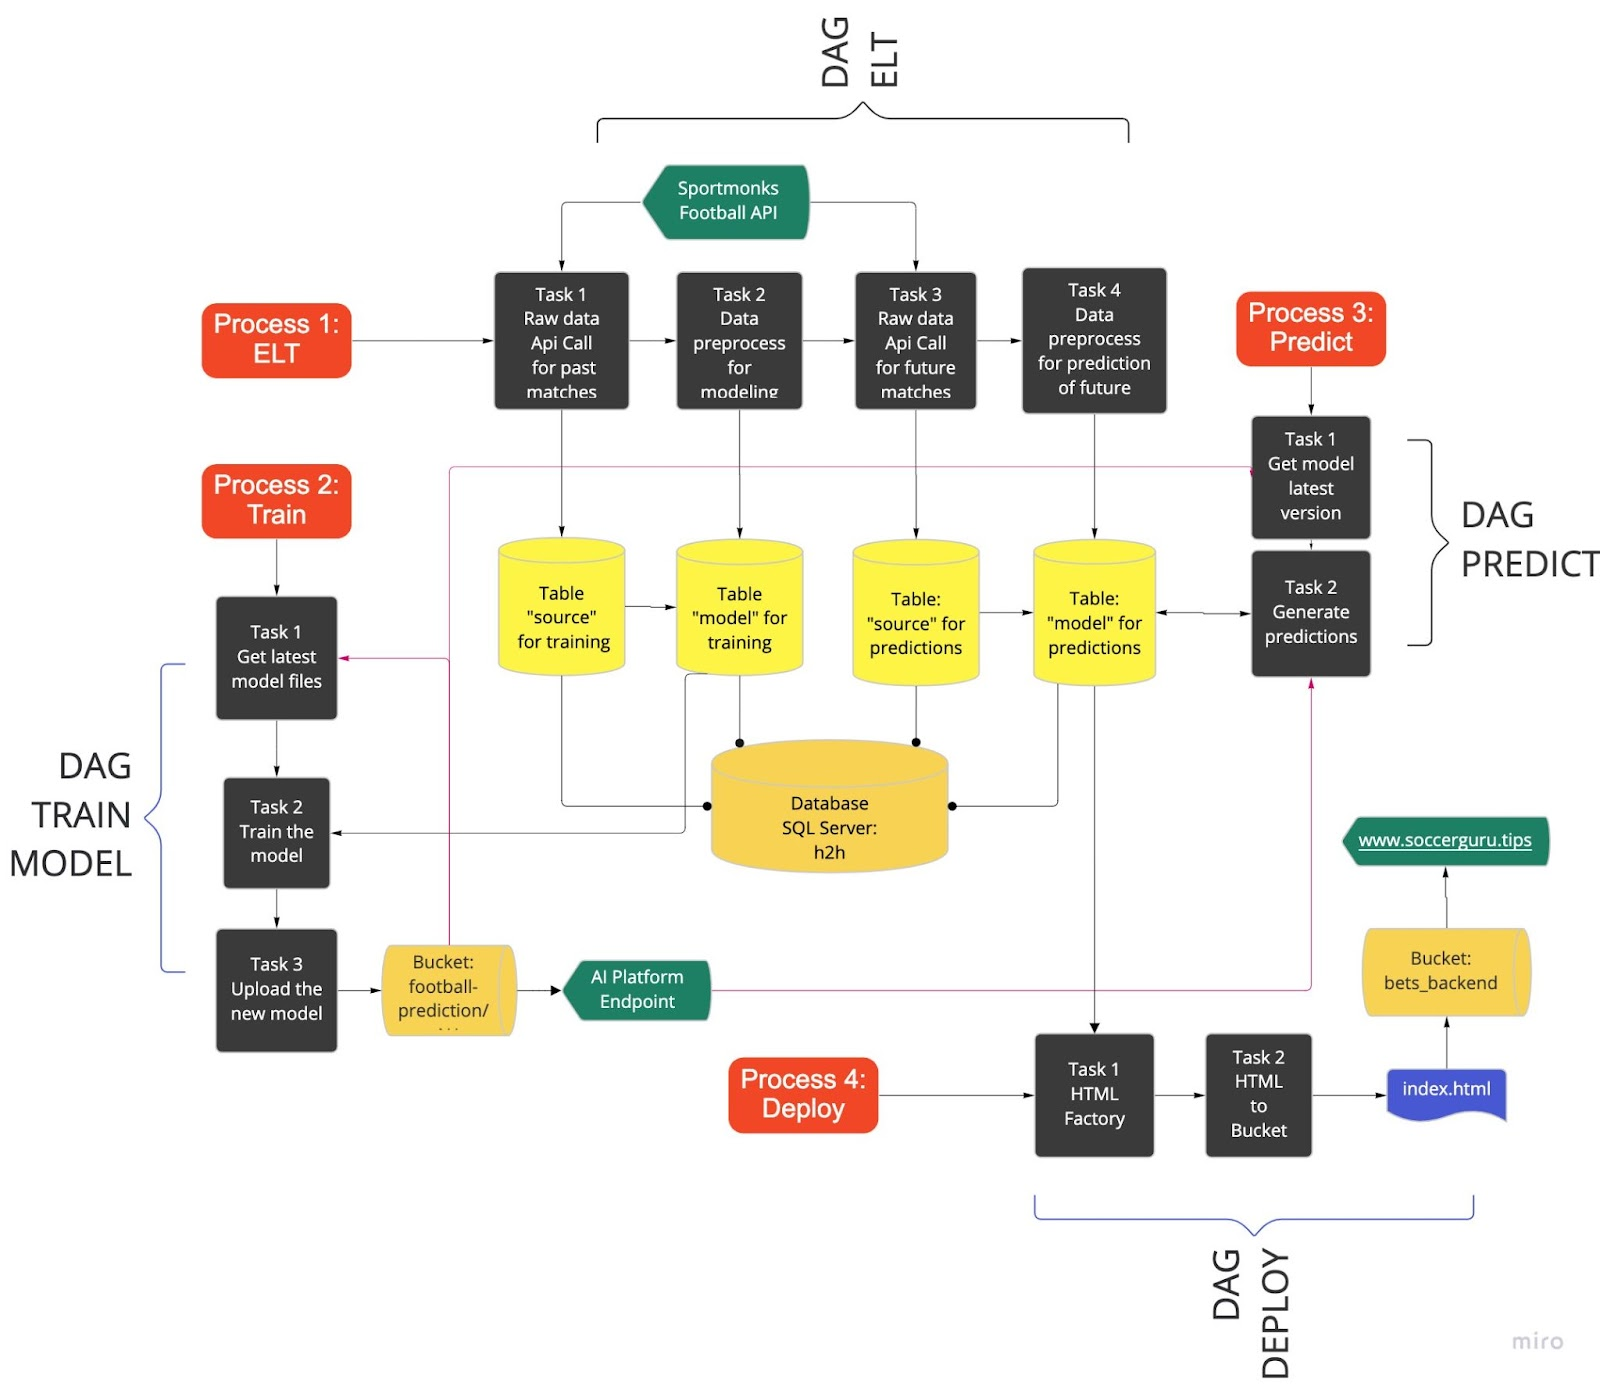 DAG
ELT
Sportmonks
Football API
Process 1:
ELT
Task 1
Raw data
Api Call
for past
matches
Task 2
Data
preprocess
for
modeling
Task 3
Raw data
Api Call
for future
matches
Task 4
Data
preprocess
for prediction
of future
Process 3:
Predict
Task 1
Get model
latest
version
Task 2
Generate
predictions
DAG
PREDICT
Process 2:
Train
Task 1
Get latest
model files
Task 2
Train the
model
Task 3
Upload the
new model
DAG
TRAIN
MODEL
Table
"source"
for training
Table
"model" for
training
Table:
"source" for
predictions
Table:
"model" for
predictions
Database
SQL Server:
h2h
Bucket:
football-
prediction/
AI Platform
Endpoint
www.soccerguru.tips
Bucket:
bets_backend
index.html
Process 4:
Deploy
Task 1
HTML
Factory
Task 2
HTML
to
Bucket
DAG
DEPLOY
miro